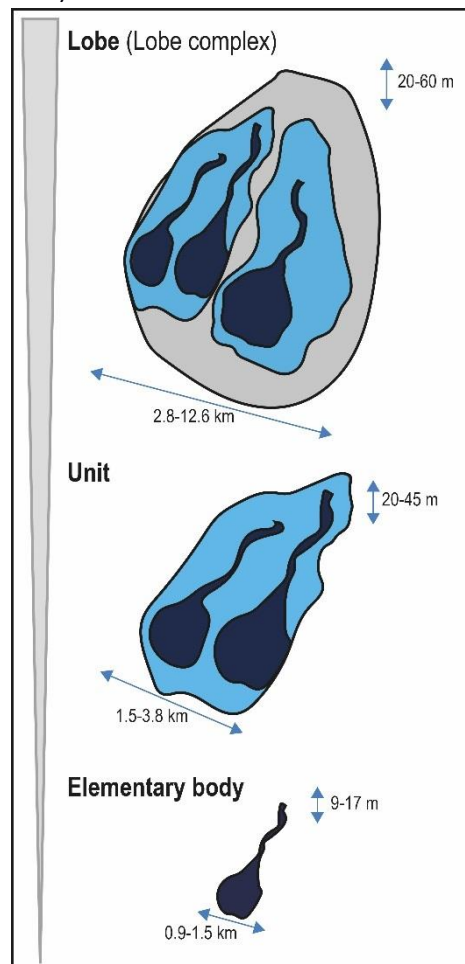 Lobe (Lobe complex)
20-60 m
2.8-12.6 km
Unit
20-45 m
1.5-3.8 km
Elementary body
9-17 m
0.9-1.5 km